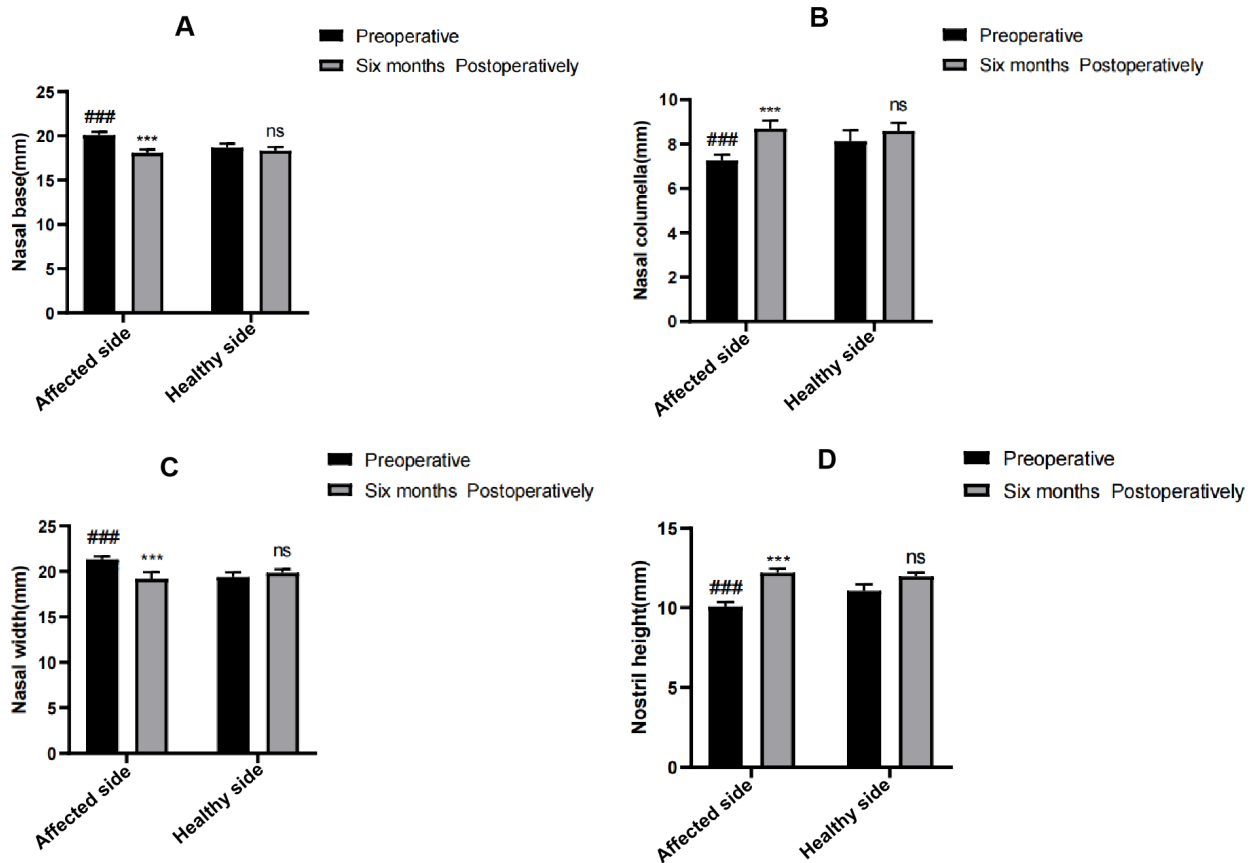 A
Preoperative
Six months Postoperatively
Nasal base(mm)
25
20
15
10
5
0
###
***
ns
Affected side
Healthy side
B
Preoperative
Six months Postoperatively
Nasal columella(mm)
10
8
6
4
2
0
###
***
ns
Affected side
Healthy side
C
Preoperative
Six months Postoperatively
Nasal width(mm)
25
20
15
10
5
0
###
***
ns
Affected side
Healthy side
D
Preoperative
Six months Postoperatively
Nostril height(mm)
15
10
5
0
###
***
ns
Affected side
Healthy side